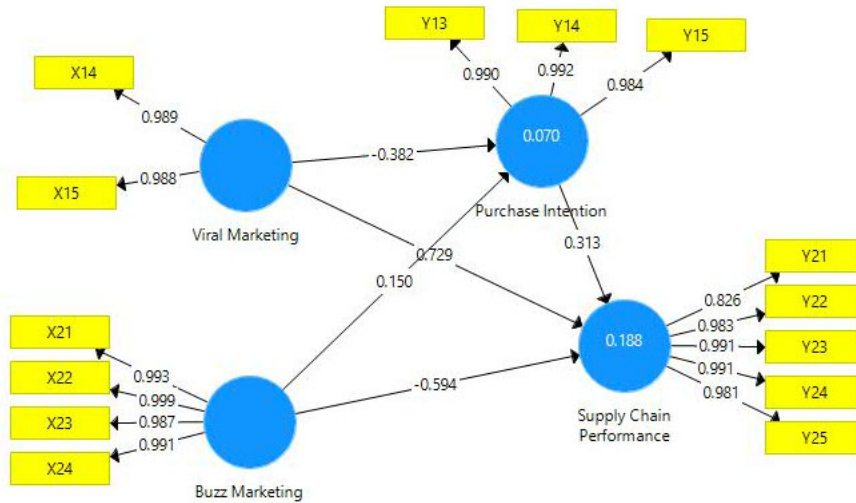 Y13
Y14
Y15
X14
0.990
0.992
0.984
0.989
0.070
-0.382
0.988
X15
Purchase Intention
Viral Marketing
0.729
0.313
0.150
Y21
0.826
Y22
0.983
X21
0.188
0.991
Y23
X22
0.993
0.991
0.999
-0.594
Y24
X23
0.987
0.981
0.991
Supply Chain
Performance
Y25
X24
Buzz Marketing